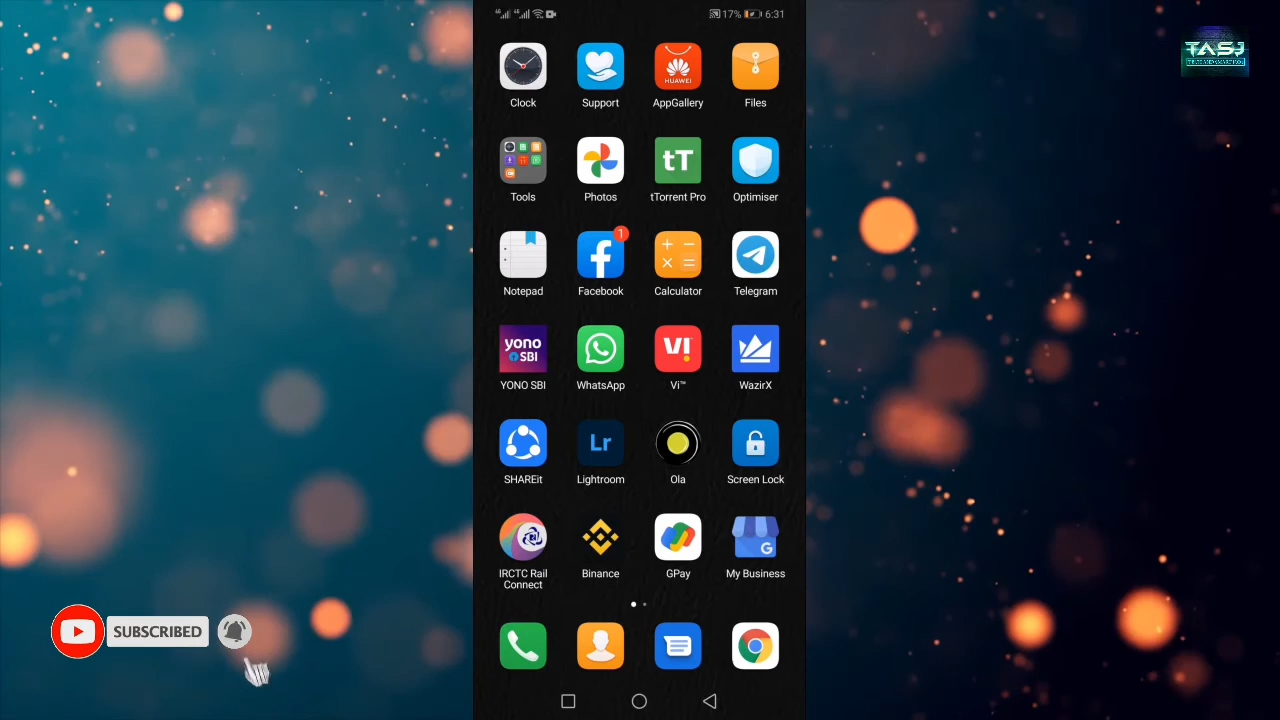 4G 4G 17% 6:31
TASJ
Clock Support AppGallery Files
HUAWEI
Tools Photos tTorrent Pro Optimiser
tT
Notepad Facebook Calculator Telegram
1
yono
SBI
VI
YONO SBI WhatsApp Vi™ WazirX
Lr
SHAREit Lightroom Ola Screen Lock
G
IRCTC Rail
Connect
Binance GPay My Business
SUBSCRIBED